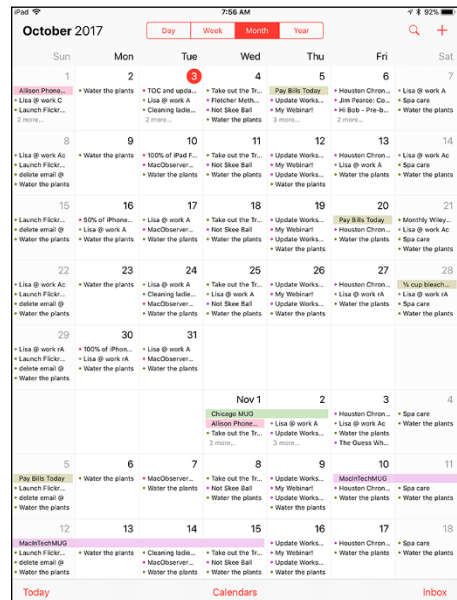 iPad 7:56 AM 92%
October 2017 Day Week Month Year
Sun Mon Tue Wed Thu Fri Sat
1 2 3 4 5 6 7
Allison Phone... • Water the plants • TOC and upda... • Take out the Tr... Pay Bills Today • Houston Chron... • Lisa @ work A
• Lisa @ work C • Lisa @ work A • Fletcher Meth... • Update Works... • Jim Pearce: Co... • Spa care
• Launch Flickr... • Cleaning ladie... • Not Skee Ball • My Webinar! • Hi Bob - Pre-b... • Water the plants
2 more... 2 more... • Water the plants 3 more... 2 more...
8 9 10 11 12 13 14
• Lisa @ work Ac • Water the plants • 100% of iPad F... • Take out the Tr... • Update Works... • Houston Chron... • Lisa @ work Ac
• Launch Flickr... • MacObserver... • Not Skee Ball • My Webinar! • Lisa @ work A • Spa care
• delete email @ • Water the plants • Water the plants • Update Works... • Water the plants • Water the plants
• Water the plants • Water the plants
15 16 17 18 19 20 21
• Launch Flickr... • 50% of iPhone... • Lisa @ work A • Take out the Tr... • Update Works... Pay Bills Today • Monthly Wiley...
• delete email @ • Lisa @ work A • MacObserver... • Not Skee Ball • My Webinar! • Houston Chron... • Lisa @ work Ac
• Water the plants • Water the plants • Water the plants • Water the plants • Update Works... • Water the plants • Spa care
• Water the plants • Water the plants
22 23 24 25 26 27 28
• Lisa @ work Ac • Water the plants • Lisa @ work A • Take out the Tr... • Update Works... • Houston Chron... ½ cup bleach...
• Launch Flickr... • Cleaning ladie... • Lisa @ work A • My Webinar! • Lisa @ work rA • Lisa @ work rA
• delete email @ • MacObserver... • Not Skee Ball • Update Works... • Water the plants • Spa care
• Water the plants • Water the plants • Water the plants • Water the plants • Water the plants
29 30 31
• Lisa @ work rA • 100% of iPhon... • Lisa @ work A
• Launch Flickr... • Lisa @ work rA • MacObserver...
• delete email @ • Water the plants • Water the plants
• Water the plants
Nov 1 2 3 4
Chicago MUG • Houston Chron... • Spa care
Allison Phone... • Lisa @ work A • Lisa @ work Ac • Water the plants
• Take out the Tr... • Update Works... • Water the plants
2 more... 3 more... • The Guess Wh...
5 6 7 8 9 10 11
Pay Bills Today • Water the plants • MacObserver... • Take out the Tr... • Update Works... MacInTechMUG
• Launch Flickr... • Water the plants • Not Skee Ball • My Webinar! • Houston Chron... • Spa care
• delete email @ • Water the plants • Update Works... • Water the plants • Water the plants
• Water the plants • Water the plants
12 13 14 15 16 17 18
MacInTechMUG • Update Works... • Houston Chron... • Spa care
• Launch Flickr... • Water the plants • Cleaning ladie... • Take out the Tr... • My Webinar! • Water the plants • Water the plants
• delete email @ • MacObserver... • Not Skee Ball • Update Works...
• Water the plants • Water the plants • Water the plants • Water the plants
Today Calendars Inbox